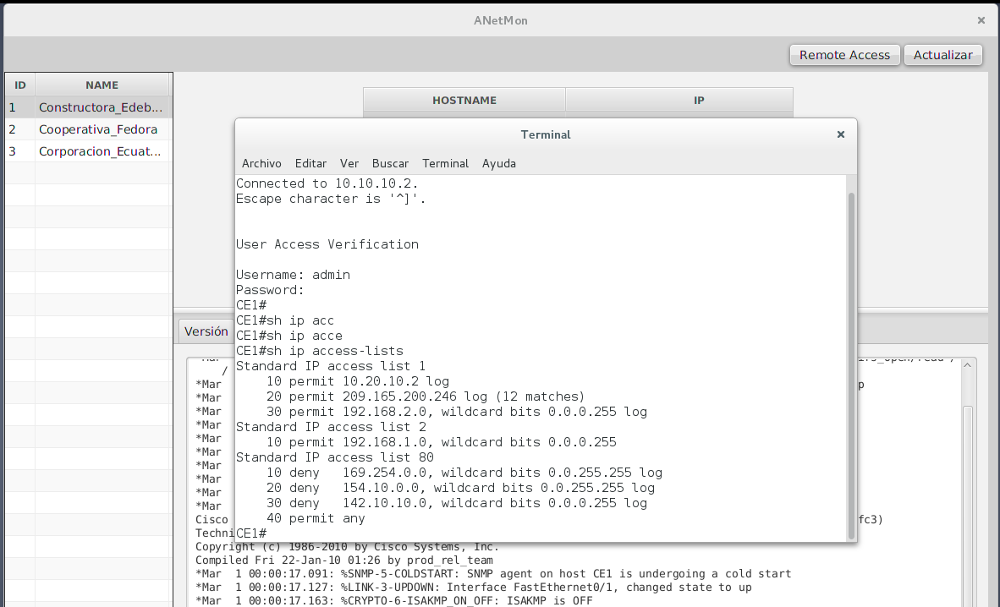 ANetMon
Remote Access Actualizar
ID NAME
1 Constructora_Edeb...
2 Cooperativa_Fedora
3 Corporacion_Ecuat...
HOSTNAME IP
Terminal
Archivo Editar Ver Buscar Terminal Ayuda
Connected to 10.10.10.2.
Escape character is '^]'.
User Access Verification
Username: admin
Password:
CE1#
CE1#sh ip acc
CE1#sh ip acce
CE1#sh ip access-lists
Standard IP access list 1
10 permit 10.20.10.2 log
20 permit 209.165.200.246 log (12 matches)
30 permit 192.168.2.0, wildcard bits 0.0.0.255 log
Standard IP access list 2
10 permit 192.168.1.0, wildcard bits 0.0.0.255
Standard IP access list 80
10 deny   169.254.0.0, wildcard bits 0.0.255.255 log
20 deny   154.10.0.0, wildcard bits 0.0.255.255 log
30 deny   142.10.10.0, wildcard bits 0.0.0.255 log
40 permit any
CE1#
Versión
/
*Mar p
*Mar
*Mar
*Mar
*Mar
*Mar
*Mar
*Mar
*Mar
*Mar
Cisco fc3)
Techni
Copyright (c) 1986-2010 by Cisco Systems, Inc.
Compiled Fri 22-Jan-10 01:26 by prod_rel_team
*Mar  1 00:00:17.091: %SNMP-5-COLDSTART: SNMP agent on host CE1 is undergoing a cold start
*Mar  1 00:00:17.127: %LINK-3-UPDOWN: Interface FastEthernet0/1, changed state to up
*Mar  1 00:00:17.163: %CRYPTO-6-ISAKMP_ON_OFF: ISAKMP is OFF